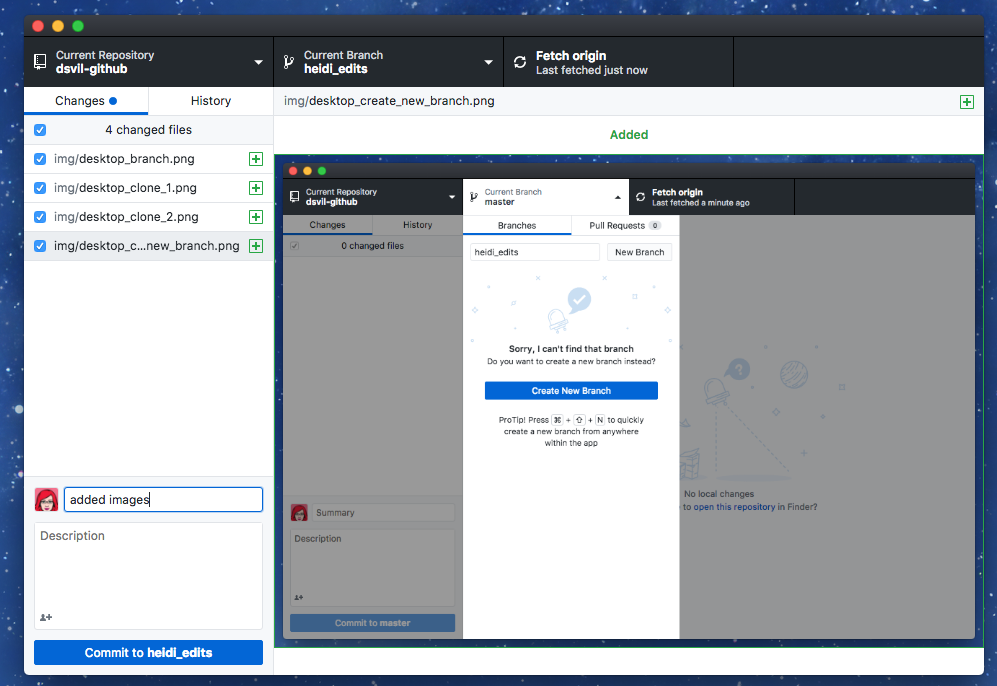 Current Repository
dsvil-github
Current Branch
heidi_edits
Fetch origin
Last fetched just now
Changes
History
img/desktop_create_new_branch.png
4 changed files
Added
img/desktop_branch.png
img/desktop_clone_1.png
img/desktop_clone_2.png
img/desktop_c...new_branch.png
added images
Description
Commit to heidi_edits
Current Repository
dsvil-github
Current Branch
master
Fetch origin
Last fetched a minute ago
Changes
History
Branches
Pull Requests 0
0 changed files
heidi_edits
New Branch
Sorry, I can't find that branch
Do you want to create a new branch instead?
Create New Branch
ProTip! Press ⌘ + ⇧ + N to quickly
create a new branch from anywhere
within the app
No local changes
to open this repository in Finder?
Summary
Description
Commit to master